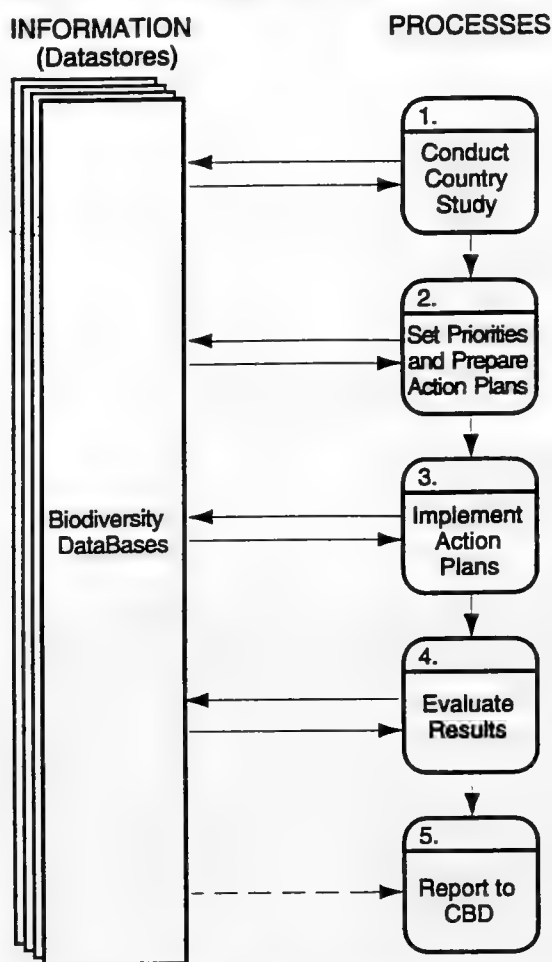 INFORMATION
(Datastores)
PROCESSES
Biodiversity
DataBases
1.
Conduct
Country
Study
2.
Set Priorities
and Prepare
Action Plans
3.
Implement
Action
Plans
4.
Evaluate
Results
5.
Report to
CBD